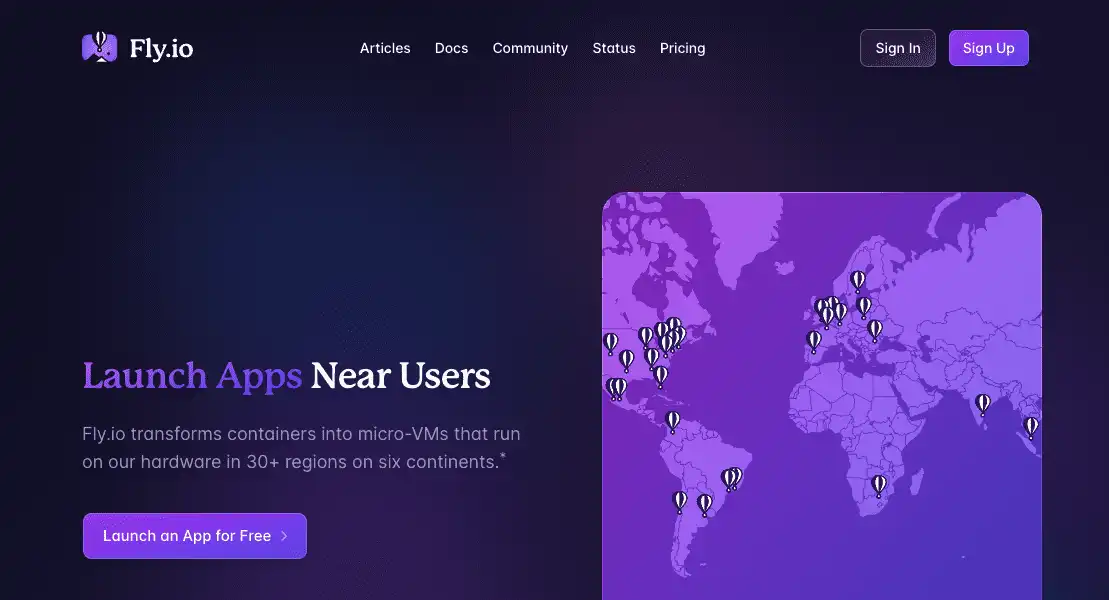 Fly.io
Articles Docs Community Status Pricing
Sign In Sign Up
Launch Apps Near Users
Fly.io transforms containers into micro-VMs that run
on our hardware in 30+ regions on six continents.*
Launch an App for Free